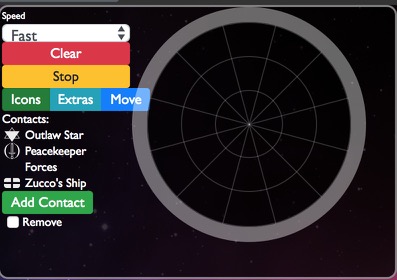 Speed
Fast
Clear
Stop
Icons Extras Move
Contacts:
Outlaw Star
Peacekeeper
Forces
Zucco's Ship
Add Contact
Remove